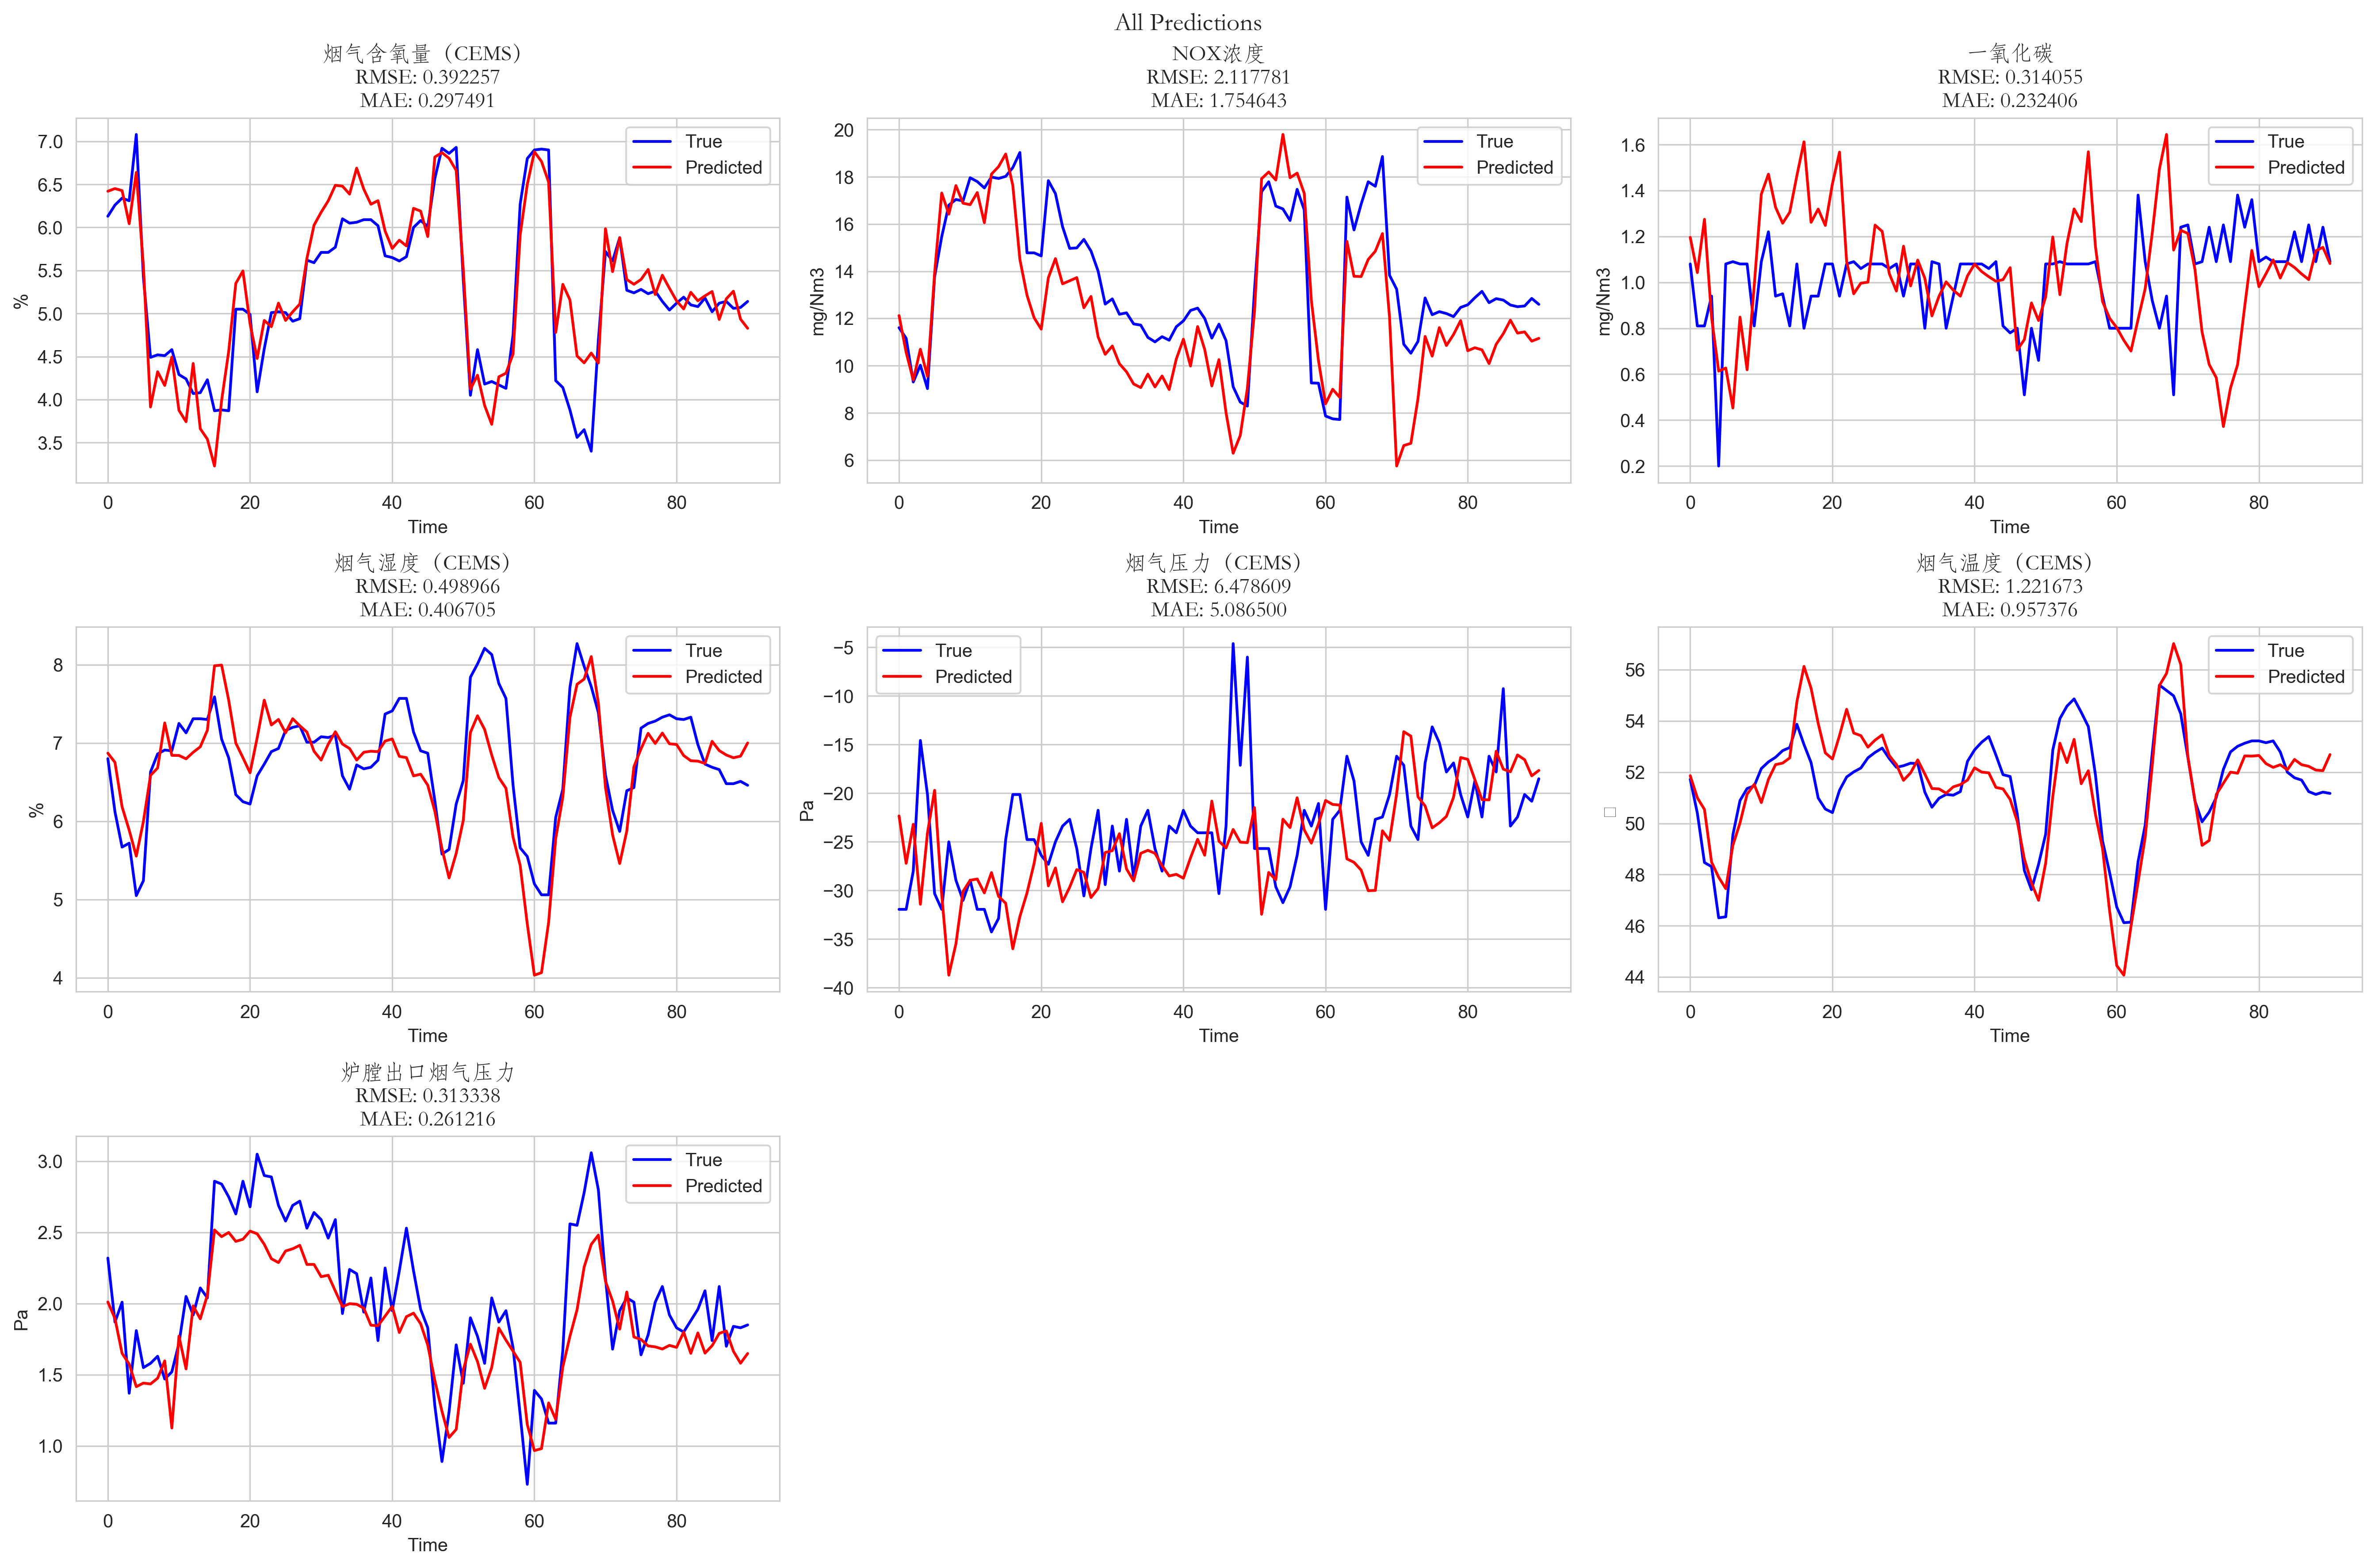 All Predictions
烟气含氧量（CEMS）
RMSE: 0.392257
MAE: 0.297491
7.0
6.5
6.0
5.5
5.0
4.5
4.0
3.5
%
True
Predicted
0 20 40 60 80
Time
NOX浓度
RMSE: 2.117781
MAE: 1.754643
20
18
16
14
12
10
8
6
mg/Nm3
True
Predicted
0 20 40 60 80
Time
一氧化碳
RMSE: 0.314055
MAE: 0.232406
1.6
1.4
1.2
1.0
0.8
0.6
0.4
0.2
mg/Nm3
True
Predicted
0 20 40 60 80
Time
烟气湿度（CEMS）
RMSE: 0.498966
MAE: 0.406705
8
7
6
5
4
%
True
Predicted
0 20 40 60 80
Time
烟气压力（CEMS）
RMSE: 6.478609
MAE: 5.086500
−5
−10
−15
−20
−25
−30
−35
−40
Pa
True
Predicted
0 20 40 60 80
Time
烟气温度（CEMS）
RMSE: 1.221673
MAE: 0.957376
56
54
52
50
48
46
44
True
Predicted
0 20 40 60 80
Time
炉膛出口烟气压力
RMSE: 0.313338
MAE: 0.261216
3.0
2.5
2.0
1.5
1.0
Pa
True
Predicted
0 20 40 60 80
Time